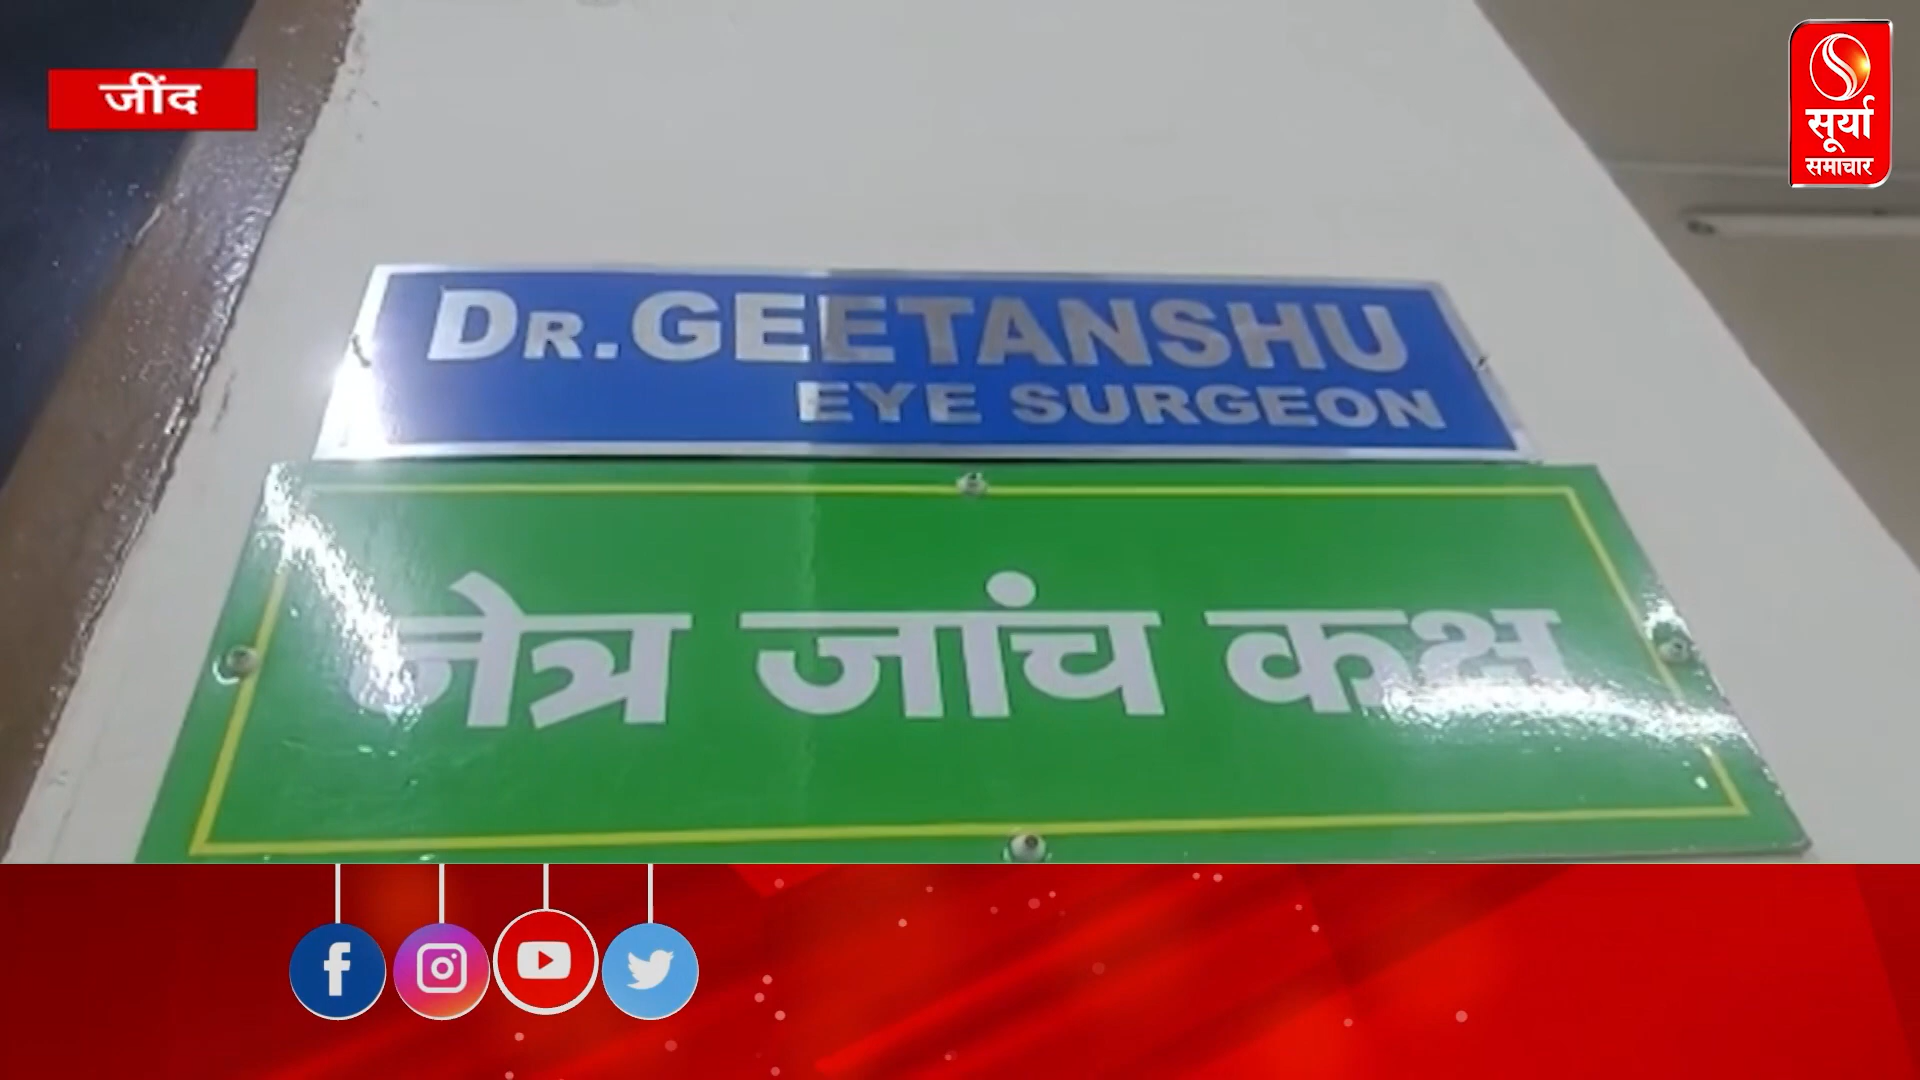 जींद
सूर्या
समाचार
DR.GEETANSHU
EYE SURGEON
नेत्र जांच कक्ष